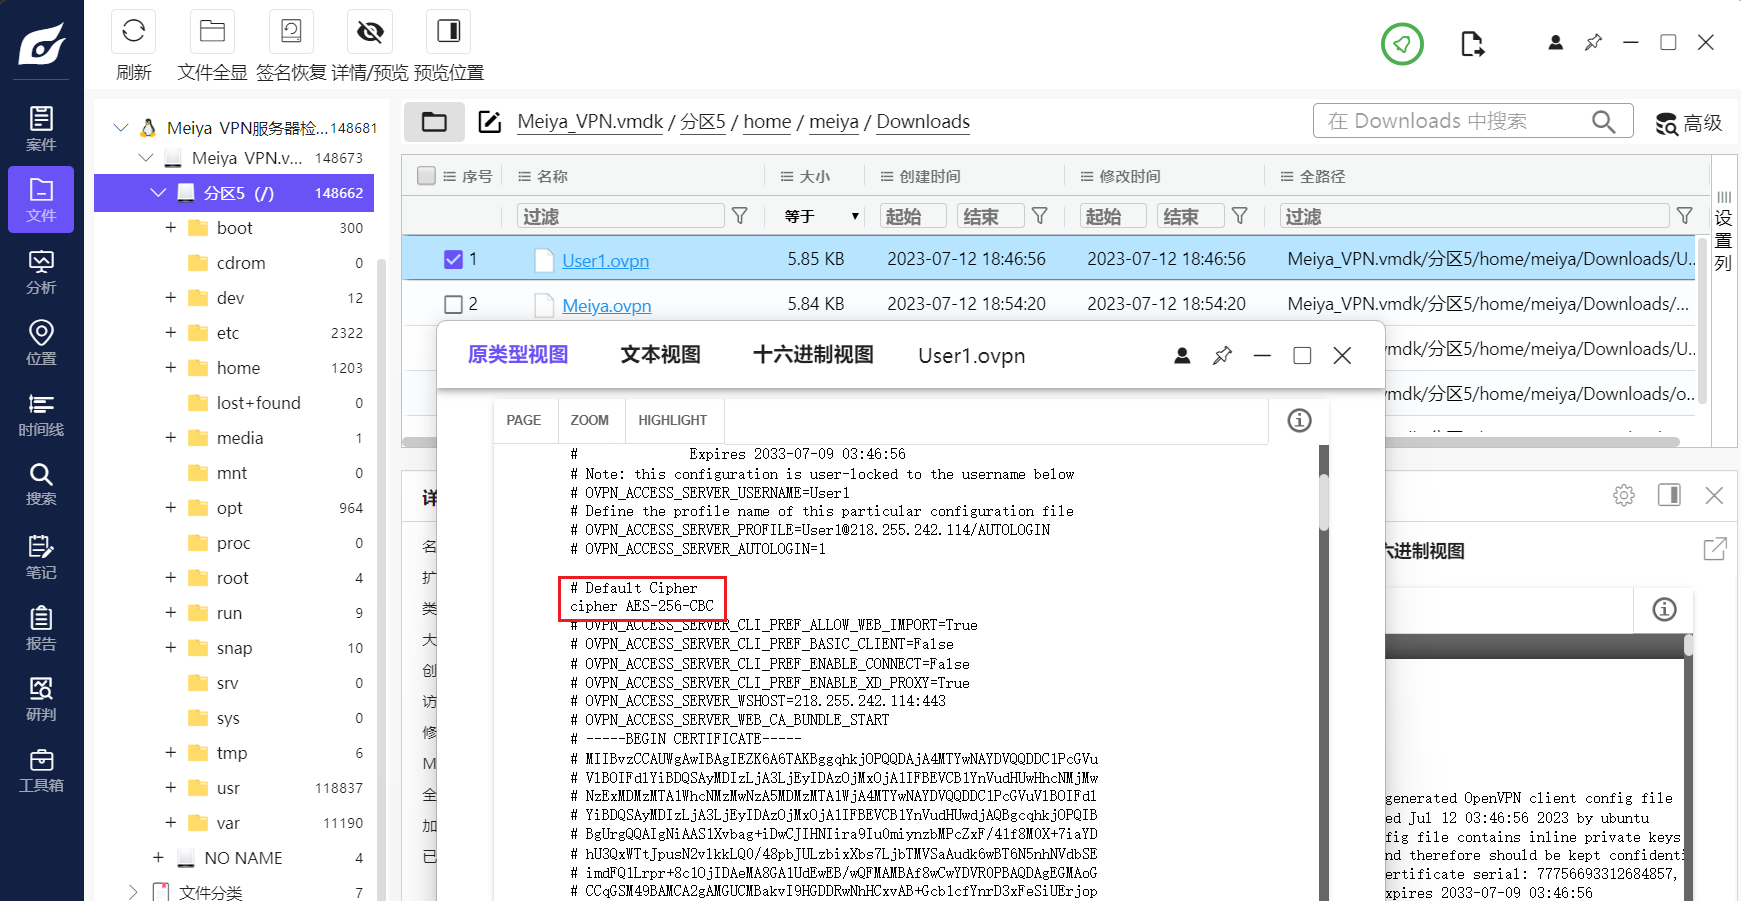 刷新
文件全显
签名恢复
详情/预览
预览位置
案件
文件
分析
位置
时间线
搜索
笔记
报告
研判
工具箱
Meiya VPN服务器检...148681
Meiya VPN.v... 148673
分区5 (/) 148662
boot 300
cdrom 0
dev 12
etc 2322
home 1203
lost+found 0
media 1
mnt 0
opt 964
proc 0
root 4
run 9
snap 10
srv 0
sys 0
tmp 6
usr 118837
var 11190
NO NAME 4
文件分类 7
Meiya_VPN.vmdk / 分区5 / home / meiya / Downloads
在 Downloads 中搜索
高级
序号 名称 大小 创建时间 修改时间 全路径
过滤 等于 起始 结束 起始 结束 过滤
设置列
1 User1.ovpn 5.85 KB 2023-07-12 18:46:56 2023-07-12 18:46:56 Meiya_VPN.vmdk/分区5/home/meiya/Downloads/U..
2 Meiya.ovpn 5.84 KB 2023-07-12 18:54:20 2023-07-12 18:54:20 Meiya_VPN.vmdk/分区5/home/meiya/Downloads/...
vmdk/分区5/home/meiya/Downloads/U..
vmdk/分区5/home/meiya/Downloads/o..
原类型视图 文本视图 十六进制视图 User1.ovpn
PAGE ZOOM HIGHLIGHT
# Expires 2033-07-09 03:46:56
# Note: this configuration is user-locked to the username below
# OVPN_ACCESS_SERVER_USERNAME=User1
# Define the profile name of this particular configuration file
# OVPN_ACCESS_SERVER_PROFILE=User1@218.255.242.114/AUTOLOGIN
# OVPN_ACCESS_SERVER_AUTOLOGIN=1
# Default Cipher
cipher AES-256-CBC
# OVPN_ACCESS_SERVER_CLI_PREF_ALLOW_WEB_IMPORT=True
# OVPN_ACCESS_SERVER_CLI_PREF_BASIC_CLIENT=False
# OVPN_ACCESS_SERVER_CLI_PREF_ENABLE_CONNECT=False
# OVPN_ACCESS_SERVER_CLI_PREF_ENABLE_XD_PROXY=True
# OVPN_ACCESS_SERVER_WSHOST=218.255.242.114:443
# OVPN_ACCESS_SERVER_WEB_CA_BUNDLE_START
# -----BEGIN CERTIFICATE-----
# MIIBvzCCAUWgAwIBAgIEZK6A6TAKBggqhkjOPQQDAjA4MTYwNAYDVQQDDC1PcGVu
# V1BOIFdlYiBDQSAyMDIzLjA3LjEyIDAzOjMxOjA1IFBEVCB1YnVudHUwHhcNMjMw
# NzExMDMzMTA1WhcNMzMwNzA5MDMzMTA1WjA4MTYwNAYDVQQDDC1PcGVuV1BOIFdl
# YiBDQSAyMDIzLjA3LjEyIDAzOjMxOjA1IFBEVCB1YnVudHUwdjAQBgcqhkjOPQIB
# BgUrgQQAIgNiAAS1Xvbag+iDwCJIHNIira9Iu0miynzbMPcZxF/41f8M0X+7iaYD
# hU3QxWTtJpusN2vlkkLQ0/48pbJULzbixXbs7LjbTMVSaAudk6wBT6N5nhNVdbSE
# imdFQ1Lrpr+8c1OjIDAeMA8GA1UdEwEB/wQFMAMBAf8wCwYDVR0PBAQDAgEGMAoG
# CCqGSM49BAMCA2gAMGUCMBakvI9HGDDRwNhHCxvAB+Gcb1cfYnrD3xFeSiUErjop
详
名
扩
类
大
创
访
修
M
全
加
已
六进制视图
generated OpenVPN client config file
ed Jul 12 03:46:56 2023 by ubuntu
fig file contains inline private keys
nd therefore should be kept confidenti
ertificate serial: 77756693312684857,
xpires 2033-07-09 03:46:56